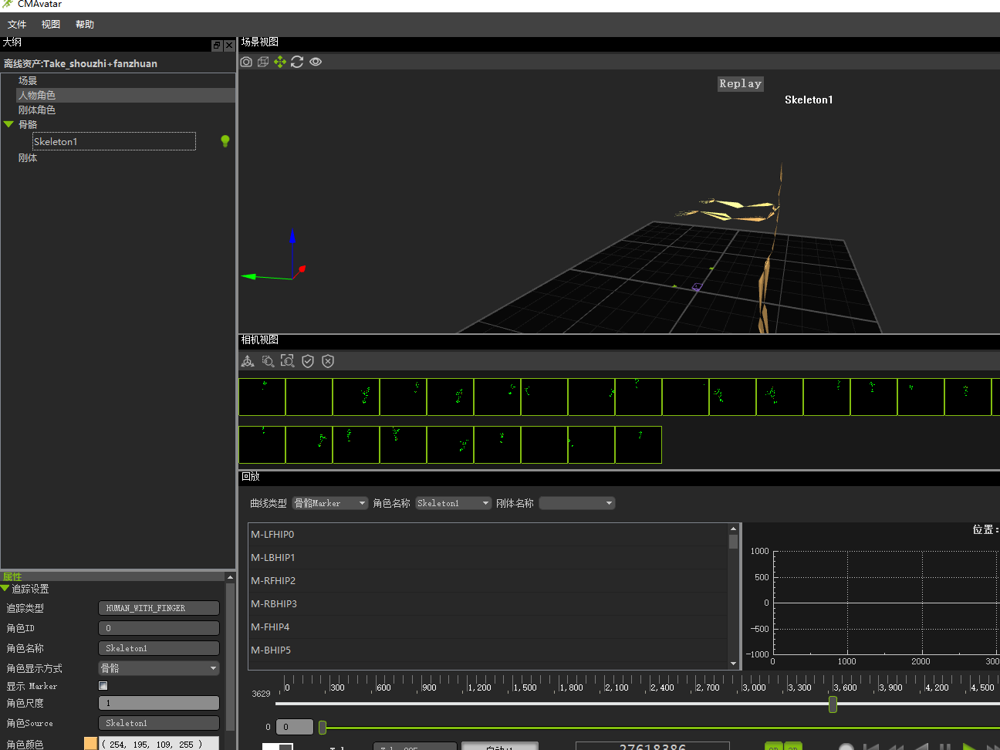 CMAvatar
文件 视图 帮助
大纲
离线资产:Take_shouzhi+fanzhuan
场景
人物角色
刚体角色
骨骼
Skeleton1
刚体
场景视图
Replay
Skeleton1
相机视图
回放
曲线类型 骨骼Marker 角色名称 Skeleton1 刚体名称
M-LFHIP0
M-LBHIP1
M-RFHIP2
M-RBHIP3
M-FHIP4
M-BHIP5
位置:
1000
500
0
-500
-1000
0 1000 2000 300
属性
追踪设置
追踪类型 HUMAN_WITH_FINGER
角色ID 0
角色名称 Skeleton1
角色显示方式 骨骼
显示 Marker
角色尺度 1
角色Source Skeleton1
角色颜色 ( 254, 195, 109, 255 )
0 300 600 900 1,200 1,500 1,800 2,100 2,400 2,700 3,000 3,300 3,600 3,900 4,200 4,500
3629
0 0
27618386